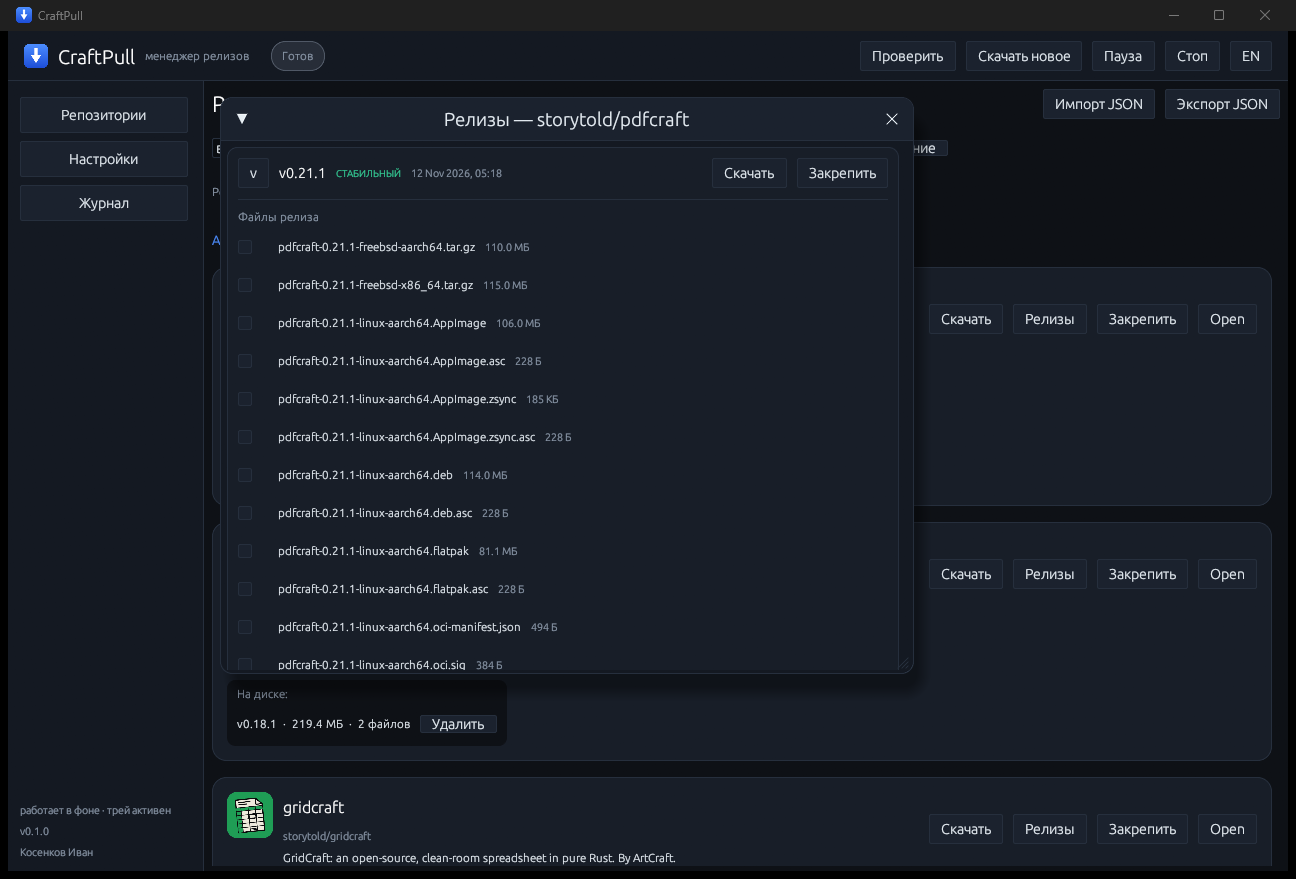 CraftPull
CraftPull менеджер релизов Готов Проверить Скачать новое Пауза Стоп EN
Репозитории
Настройки
Журнал
Импорт JSON Экспорт JSON
▼ Релизы — storytold/pdfcraft
v v0.21.1 СТАБИЛЬНЫЙ 12 Nov 2026, 05:18 Скачать Закрепить
Файлы релиза
pdfcraft-0.21.1-freebsd-aarch64.tar.gz 110.0 МБ
pdfcraft-0.21.1-freebsd-x86_64.tar.gz 115.0 МБ
pdfcraft-0.21.1-linux-aarch64.AppImage 106.0 МБ
pdfcraft-0.21.1-linux-aarch64.AppImage.asc 228 Б
pdfcraft-0.21.1-linux-aarch64.AppImage.zsync 185 КБ
pdfcraft-0.21.1-linux-aarch64.AppImage.zsync.asc 228 Б
pdfcraft-0.21.1-linux-aarch64.deb 114.0 МБ
pdfcraft-0.21.1-linux-aarch64.deb.asc 228 Б
pdfcraft-0.21.1-linux-aarch64.flatpak 81.1 МБ
pdfcraft-0.21.1-linux-aarch64.flatpak.asc 228 Б
pdfcraft-0.21.1-linux-aarch64.oci-manifest.json 494 Б
pdfcraft-0.21.1-linux-aarch64.oci.sig 384 Б
Скачать Релизы Закрепить Open
Скачать Релизы Закрепить Open
На диске:
v0.18.1 · 219.4 МБ · 2 файлов Удалить
gridcraft
storytold/gridcraft
GridCraft: an open-source, clean-room spreadsheet in pure Rust. By ArtCraft.
Скачать Релизы Закрепить Open
работает в фоне · трей активен
v0.1.0
Косенков Иван